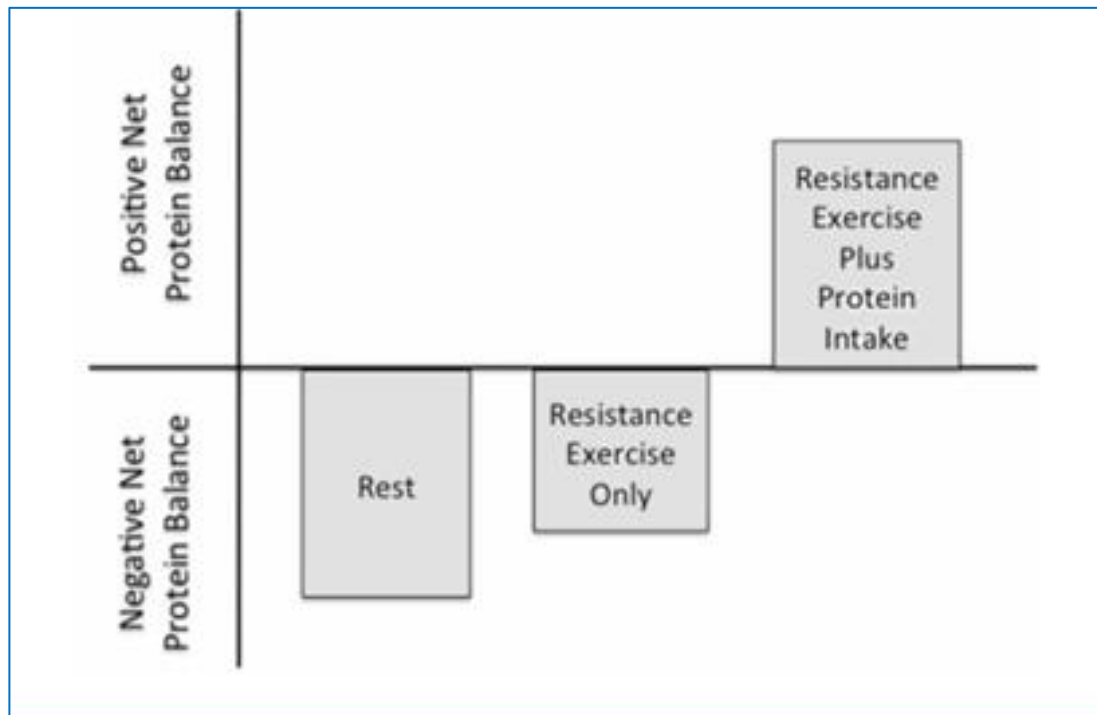 Positive Net
Protein Balance
Negative Net
Protein Balance
Rest
Resistance
Exercise
Only
Resistance
Exercise
Plus
Protein
Intake